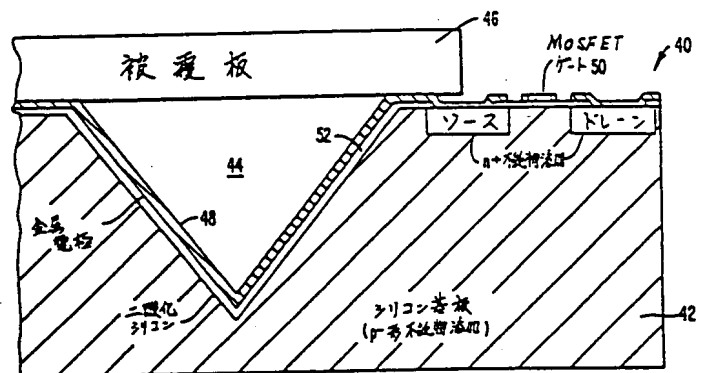 46
被覆板
MOSFET
ゲート50
40
ソース
ドレーン
n+不純物添加
52
44
48
金属
電極
二酸化
シリコン
シリコン基板
(p-形不純物添加)
42